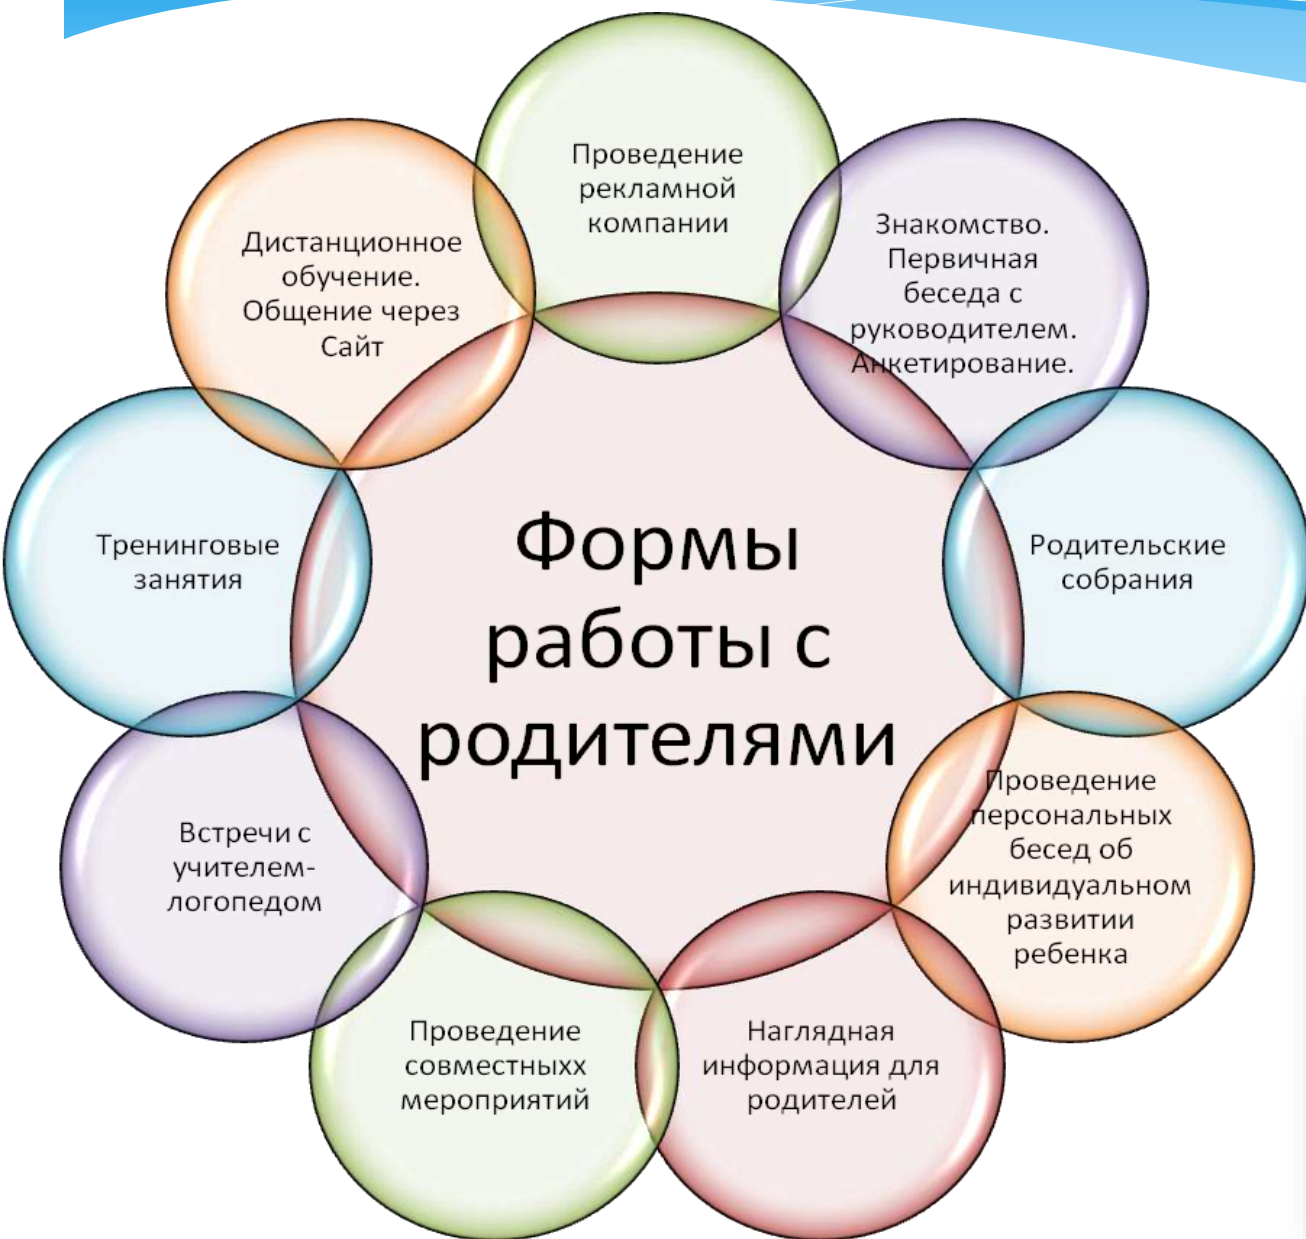 Проведение
рекламной
компании
Знакомство.
Первичная
беседа с
руководителем.
Анкетирование.
Родительские
собрания
Проведение
персональных
бесед об
индивидуальном
развитии
ребенка
Наглядная
информация для
родителей
Проведение
совместныхх
мероприятий
Встречи с
учителем-
логопедом
Тренинговые
занятия
Дистанционное
обучение.
Общение через
Сайт
Формы
работы с
родителями